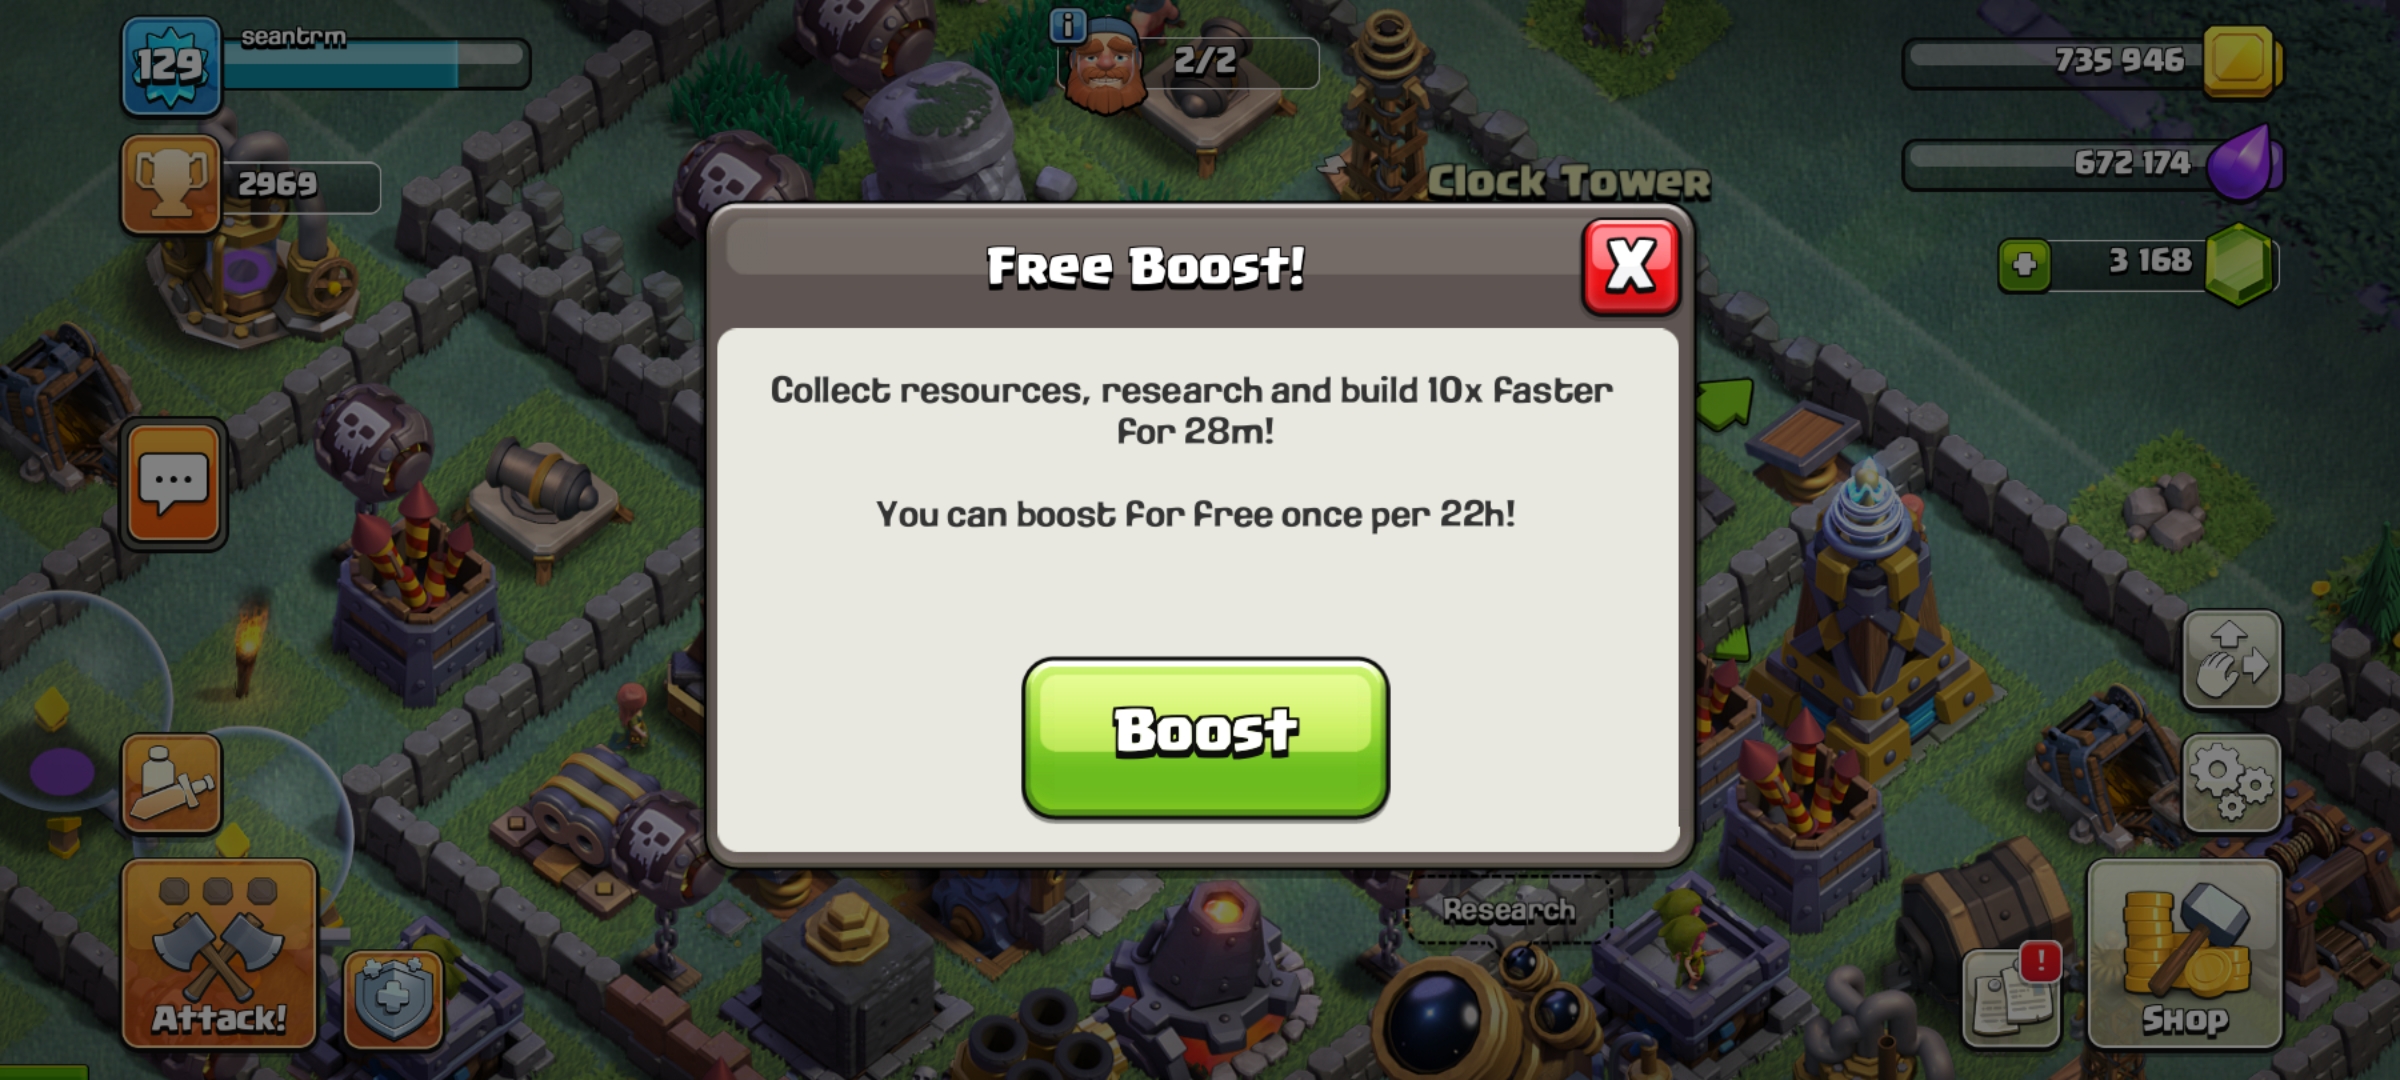 129
seantrm
2/2
735 946
2969
672 174
Clock Tower
3 168
Free Boost!
X
Collect resources, research and build 10x faster
for 28m!
You can boost for free once per 22h!
Boost
Research
!
Attack!
Shop